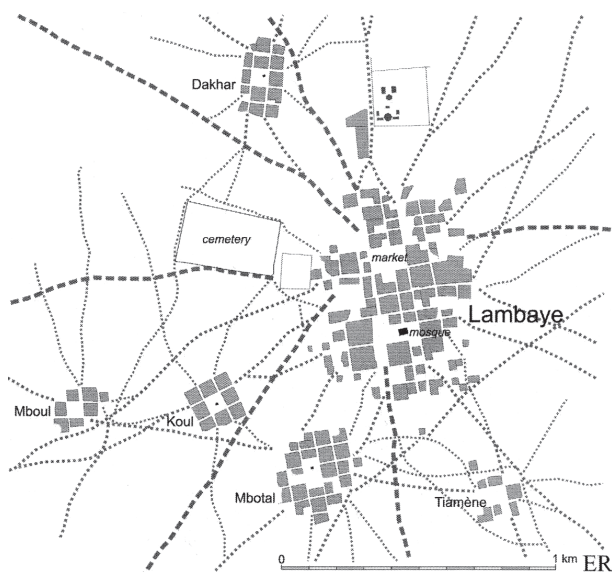 Dakhar
cemetery
market
Lambaye
mosque
Mboul
Koul
Mbotal
Tiamène
0 1 km ER